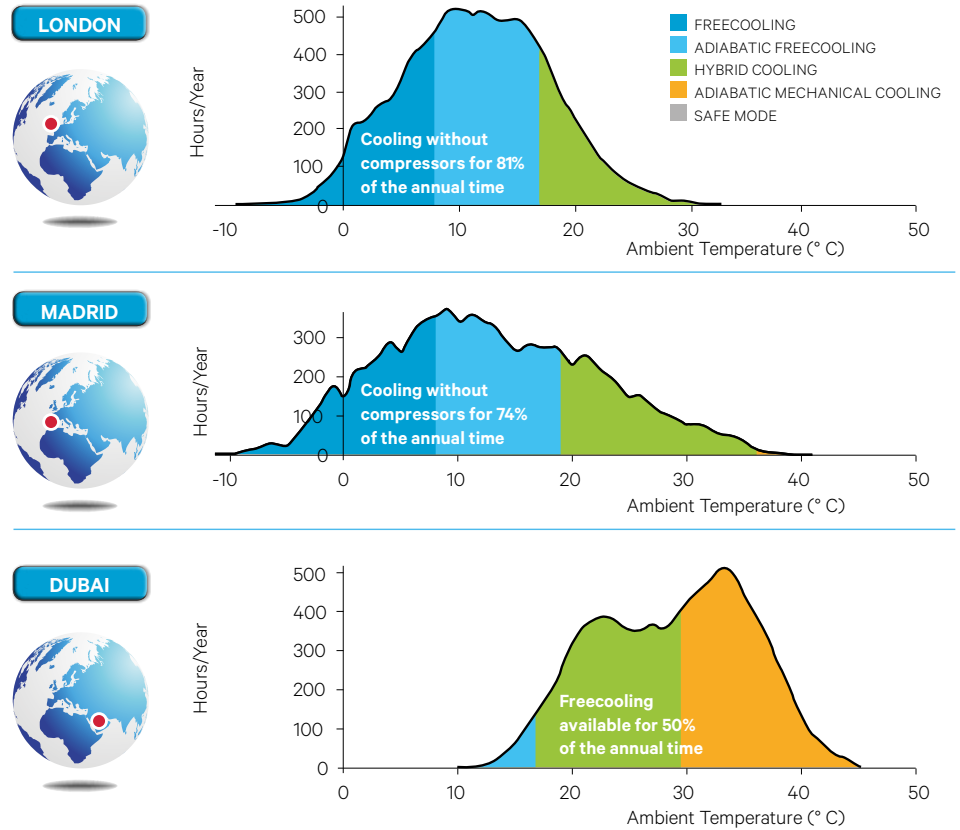 LONDON
FREECOOLING
ADIABATIC FREECOOLING
HYBRID COOLING
ADIABATIC MECHANICAL COOLING
SAFE MODE
Hours/Year
500
400
300
200
100
0
Cooling without
compressors for 81%
of the annual time
-10 0 10 20 30 40 50
Ambient Temperature (° C)
MADRID
Hours/Year
300
200
100
0
Cooling without
compressors for 74%
of the annual time
-10 0 10 20 30 40 50
Ambient Temperature (° C)
DUBAI
Hours/Year
500
400
300
200
100
0
Freecooling
available for 50%
of the annual time
0 10 20 30 40 50
Ambient Temperature (° C)